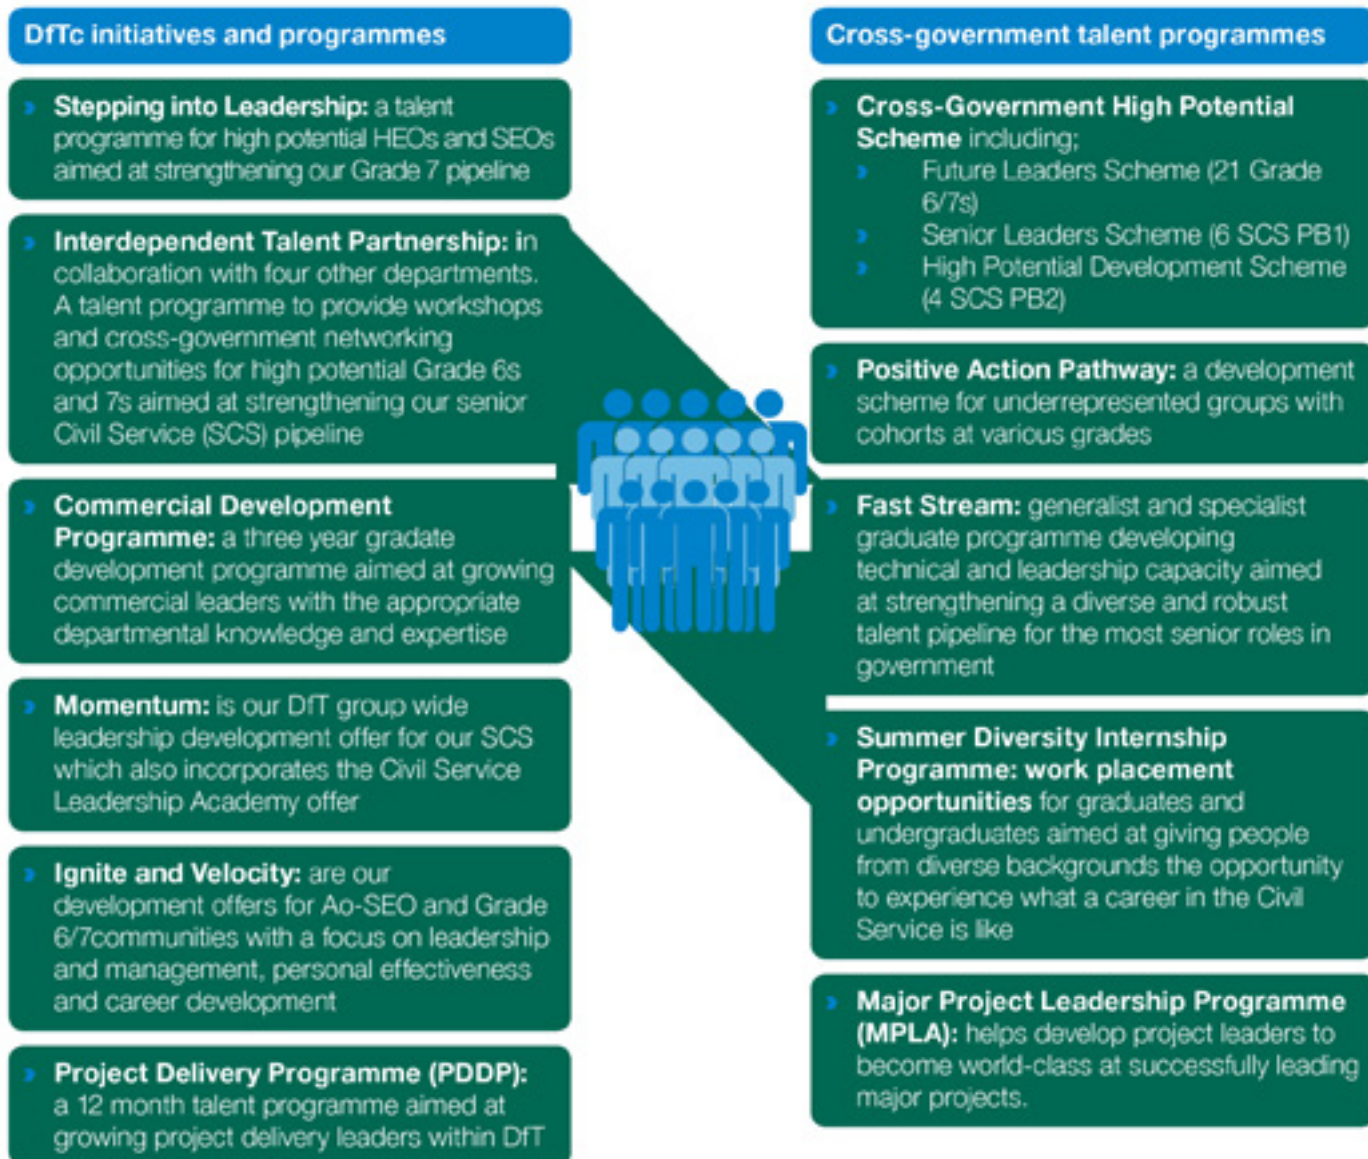 DfTc initiatives and programmes
Stepping into Leadership: a talent
programme for high potential HEOs and SEOs
aimed at strengthening our Grade 7 pipeline
Interdependent Talent Partnership: in
collaboration with four other departments.
A talent programme to provide workshops
and cross-government networking
opportunities for high potential Grade 6s
and 7s aimed at strengthening our senior
Civil Service (SCS) pipeline
Commercial Development
Programme: a three year gradate
development programme aimed at growing
commercial leaders with the appropriate
departmental knowledge and expertise
Momentum: is our DfT group wide
leadership development offer for our SCS
which also incorporates the Civil Service
Leadership Academy offer
Ignite and Velocity: are our
development offers for Ao-SEO and Grade
6/7communities with a focus on leadership
and management, personal effectiveness
and career development
Project Delivery Programme (PDDP):
a 12 month talent programme aimed at
growing project delivery leaders within DfT
Cross-government talent programmes
Cross-Government High Potential
Scheme including;
Future Leaders Scheme (21 Grade
6/7s)
Senior Leaders Scheme (6 SCS PB1)
High Potential Development Scheme
(4 SCS PB2)
Positive Action Pathway: a development
scheme for underrepresented groups with
cohorts at various grades
Fast Stream: generalist and specialist
graduate programme developing
technical and leadership capacity aimed
at strengthening a diverse and robust
talent pipeline for the most senior roles in
government
Summer Diversity Internship
Programme: work placement
opportunities for graduates and
undergraduates aimed at giving people
from diverse backgrounds the opportunity
to experience what a career in the Civil
Service is like
Major Project Leadership Programme
(MPLA): helps develop project leaders to
become world-class at successfully leading
major projects.